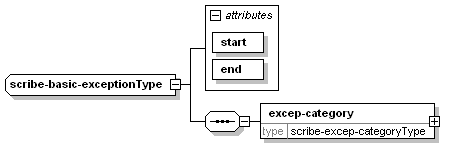 attributes
start
end
scribe-basic-exceptionType
excep-category
type scribe-excep-categoryType